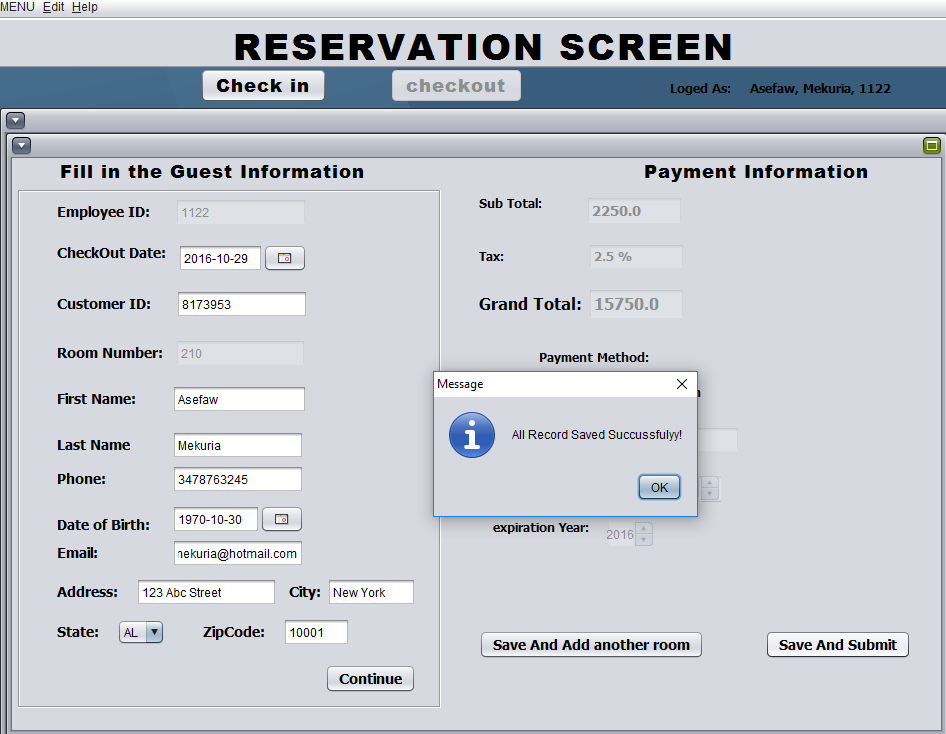 MENU Edit Help
RESERVATION SCREEN
Check in
checkout
Loged As: Asefaw, Mekuria, 1122
Fill in the Guest Information
Employee ID: 1122
CheckOut Date: 2016-10-29
Customer ID: 8173953
Room Number: 210
First Name: Asefaw
Last Name Mekuria
Phone: 3478763245
Date of Birth: 1970-10-30
Email: nekuria@hotmail.com
Address: 123 Abc Street City: New York
State: AL ZipCode: 10001
Continue
Payment Information
Sub Total: 2250.0
Tax: 2.5 %
Grand Total: 15750.0
Payment Method:
Message
All Record Saved Succussfulyy!
OK
expiration Year: 2016
Save And Add another room
Save And Submit